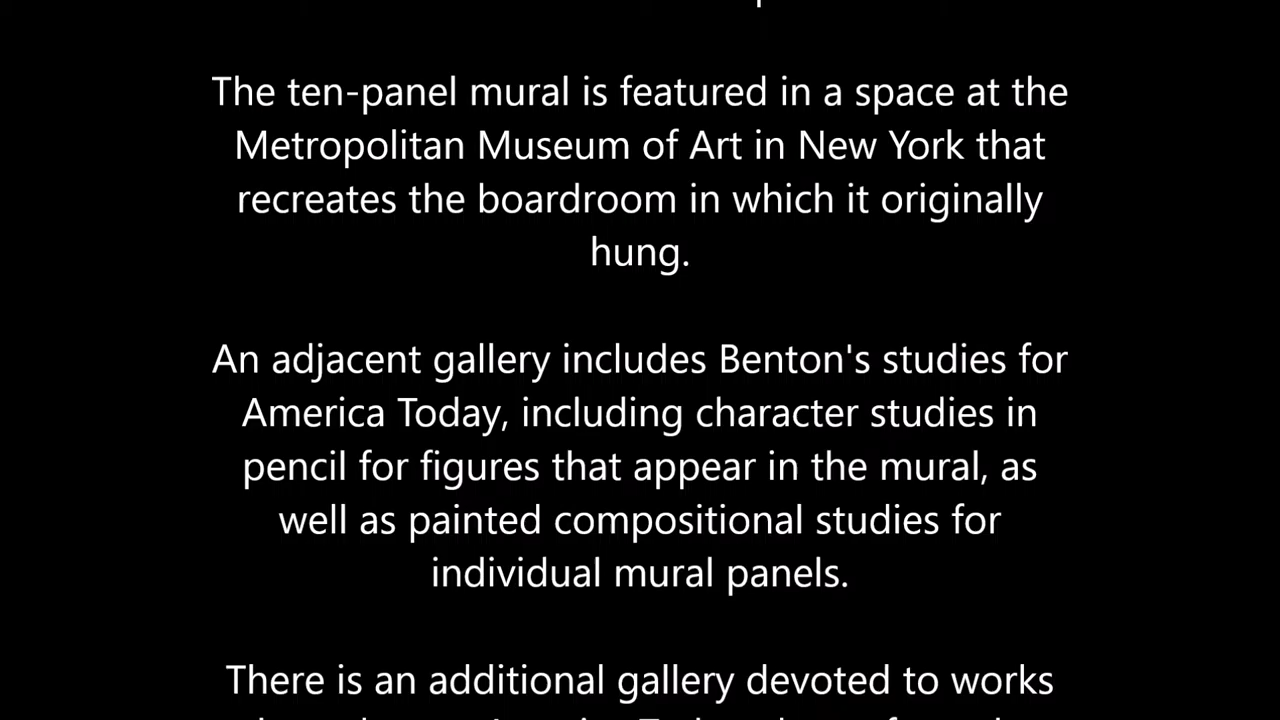 The ten-panel mural is featured in a space at the
Metropolitan Museum of Art in New York that
recreates the boardroom in which it originally
hung.
An adjacent gallery includes Benton's studies for
America Today, including character studies in
pencil for figures that appear in the mural, as
well as painted compositional studies for
individual mural panels.
There is an additional gallery devoted to works